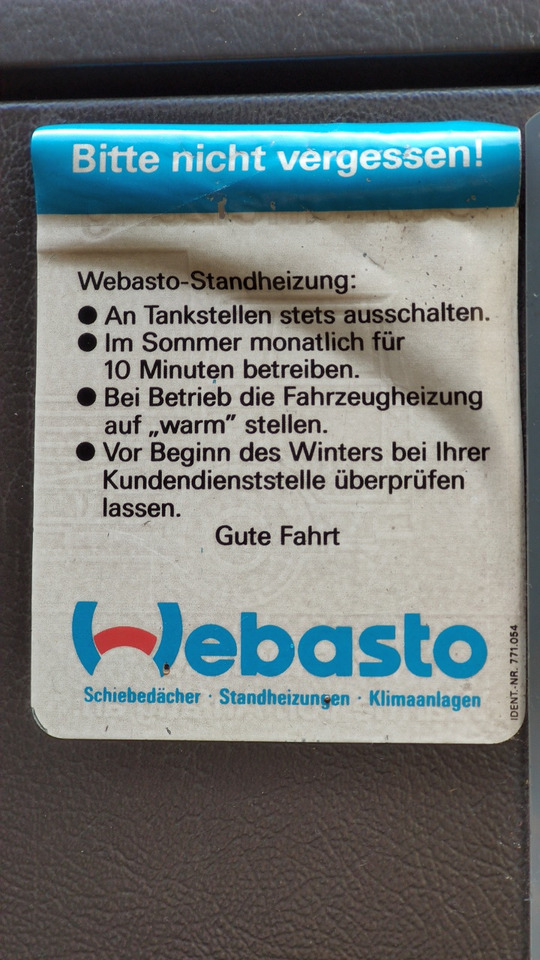 Bitte nicht vergessen!
Webasto-Standheizung:
● An Tankstellen stets ausschalten.
● Im Sommer monatlich für
10 Minuten betreiben.
● Bei Betrieb die Fahrzeugheizung
auf „warm” stellen.
● Vor Beginn des Winters bei Ihrer
Kundendienststelle überprüfen
lassen.
Gute Fahrt
Webasto
Schiebedächer · Standheizungen · Klimaanlagen
IDENT.-NR. 771.054